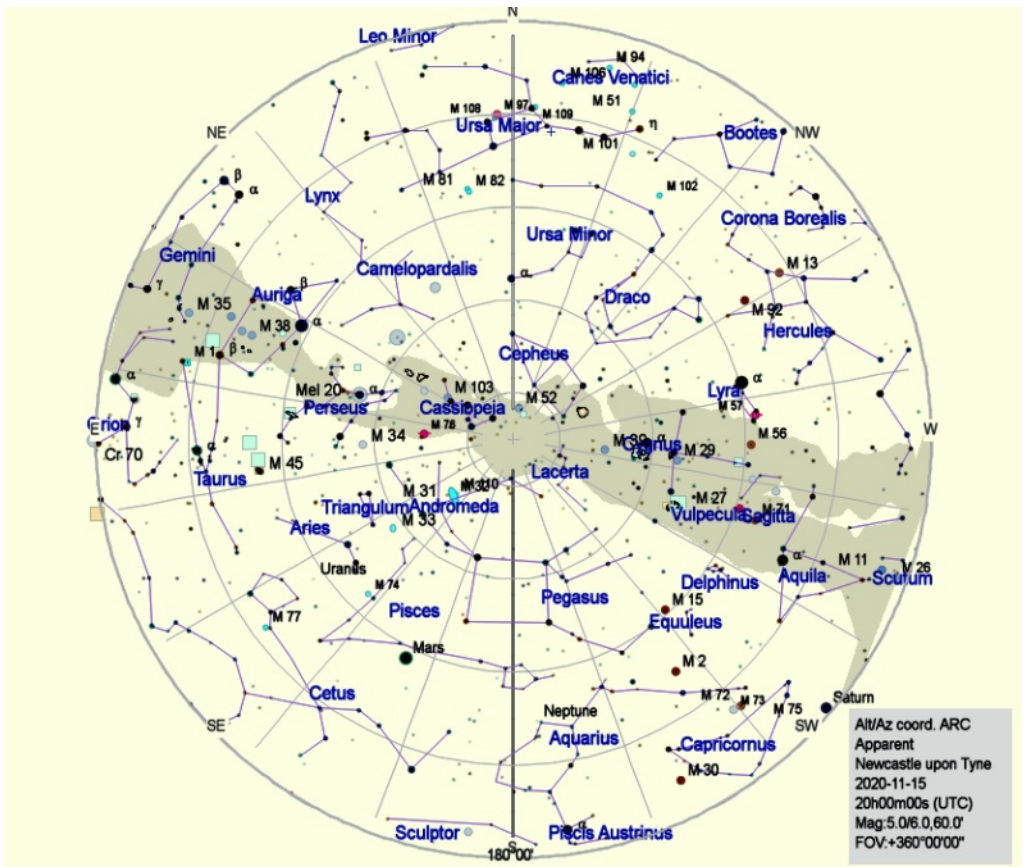 N
Leo Minor
M 94
M 106
Canes Venatici
M 51
M 108
M 97
M 109
Ursa Major
η
M 101
Bootes
NE
NW
β
α
M 81
M 82
M 102
Lynx
Corona Borealis
Ursa Minor
Gemini
Camelopardalis
M 13
α
γ
β
Auriga
Draco
M 35
M 92
M 38
α
Hercules
M 1
β
Cepheus
α
Mel 20
α
M 103
Lyra
α
Perseus
Cassiopeia
M 52
M 57
Orion
γ
M 34
M 76
M 56
E
W
Cr 70
α
M 39
α
Cygnus
M 29
M 45
Taurus
Lacerta
M 31
M 32
M 110
M 27
Triangulum
Andromeda
Vulpecula
M 71
Sagitta
M 33
Aries
Uranus
α
M 11
M 26
Delphinus
Aquila
Scutum
M 74
Pisces
Pegasus
M 15
M 77
Equuleus
Mars
M 2
Cetus
M 72
M 73
M 75
Saturn
SE
Neptune
SW
Aquarius
Capricornus
M 30
Sculptor
α
Piscis Austrinus
S
180°00'
Alt/Az coord. ARC
Apparent
Newcastle upon Tyne
2020-11-15
20h00m00s (UTC)
Mag:5.0/6.0,60.0'
FOV:+360°00'00"